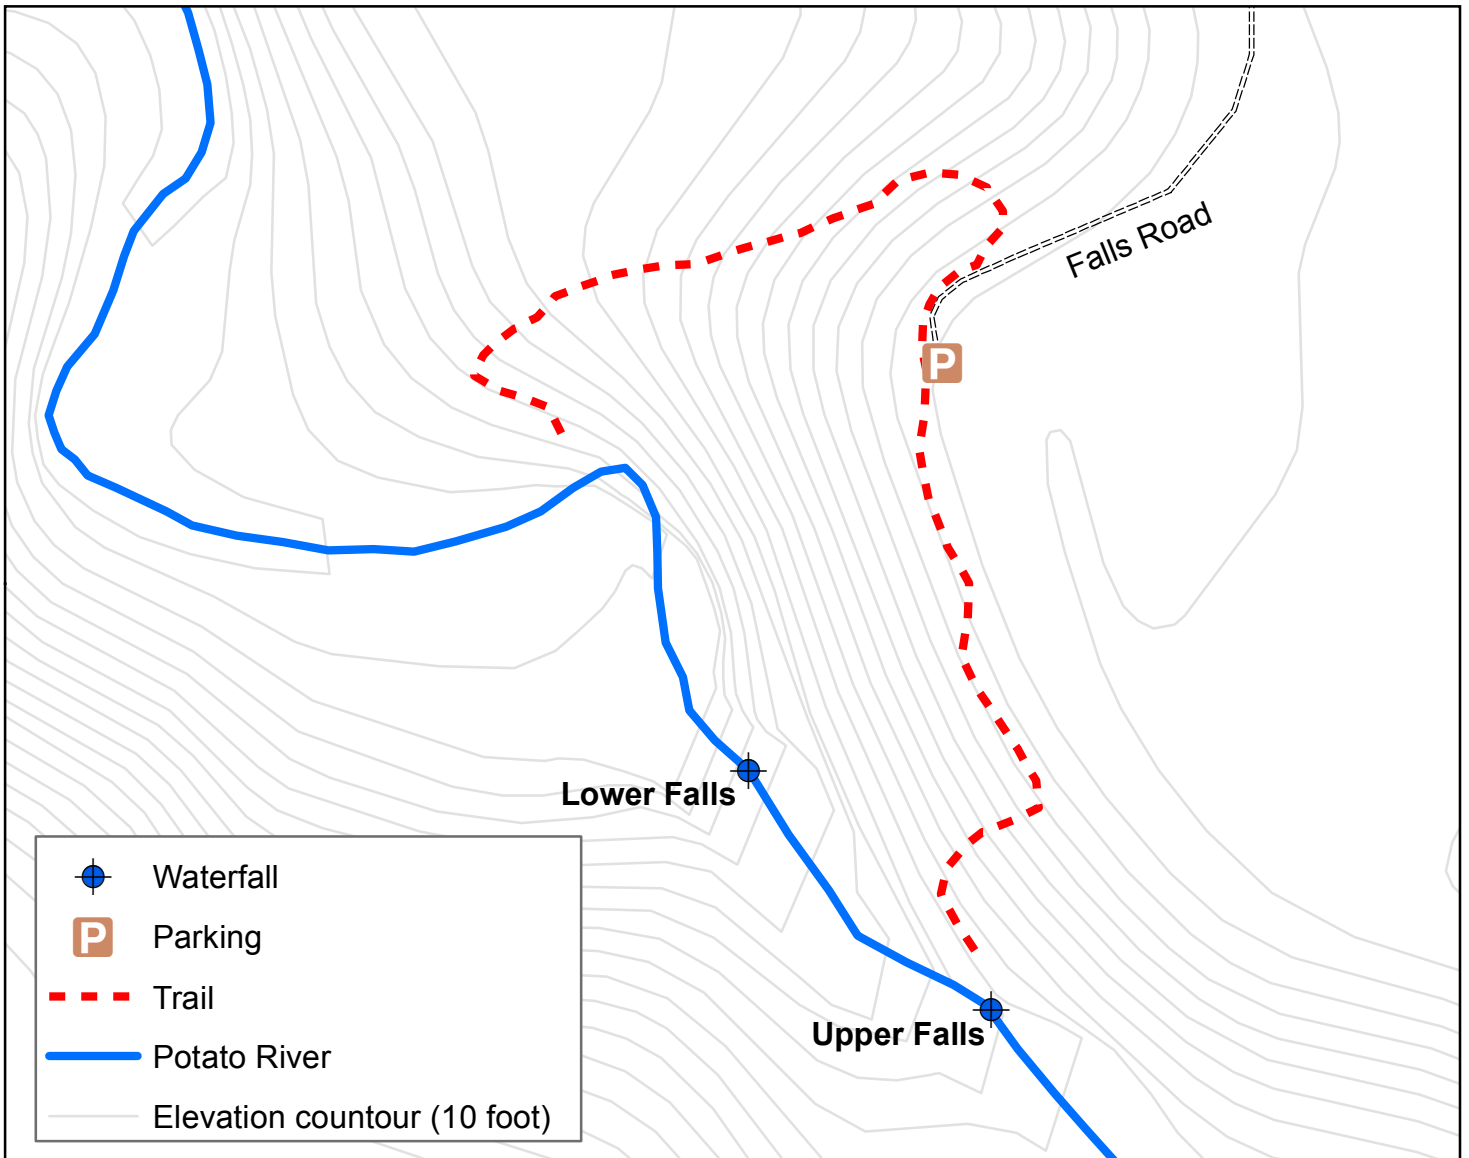 Falls Road
P
Lower Falls
Upper Falls
Waterfall
P
Parking
Trail
Potato River
Elevation countour (10 foot)